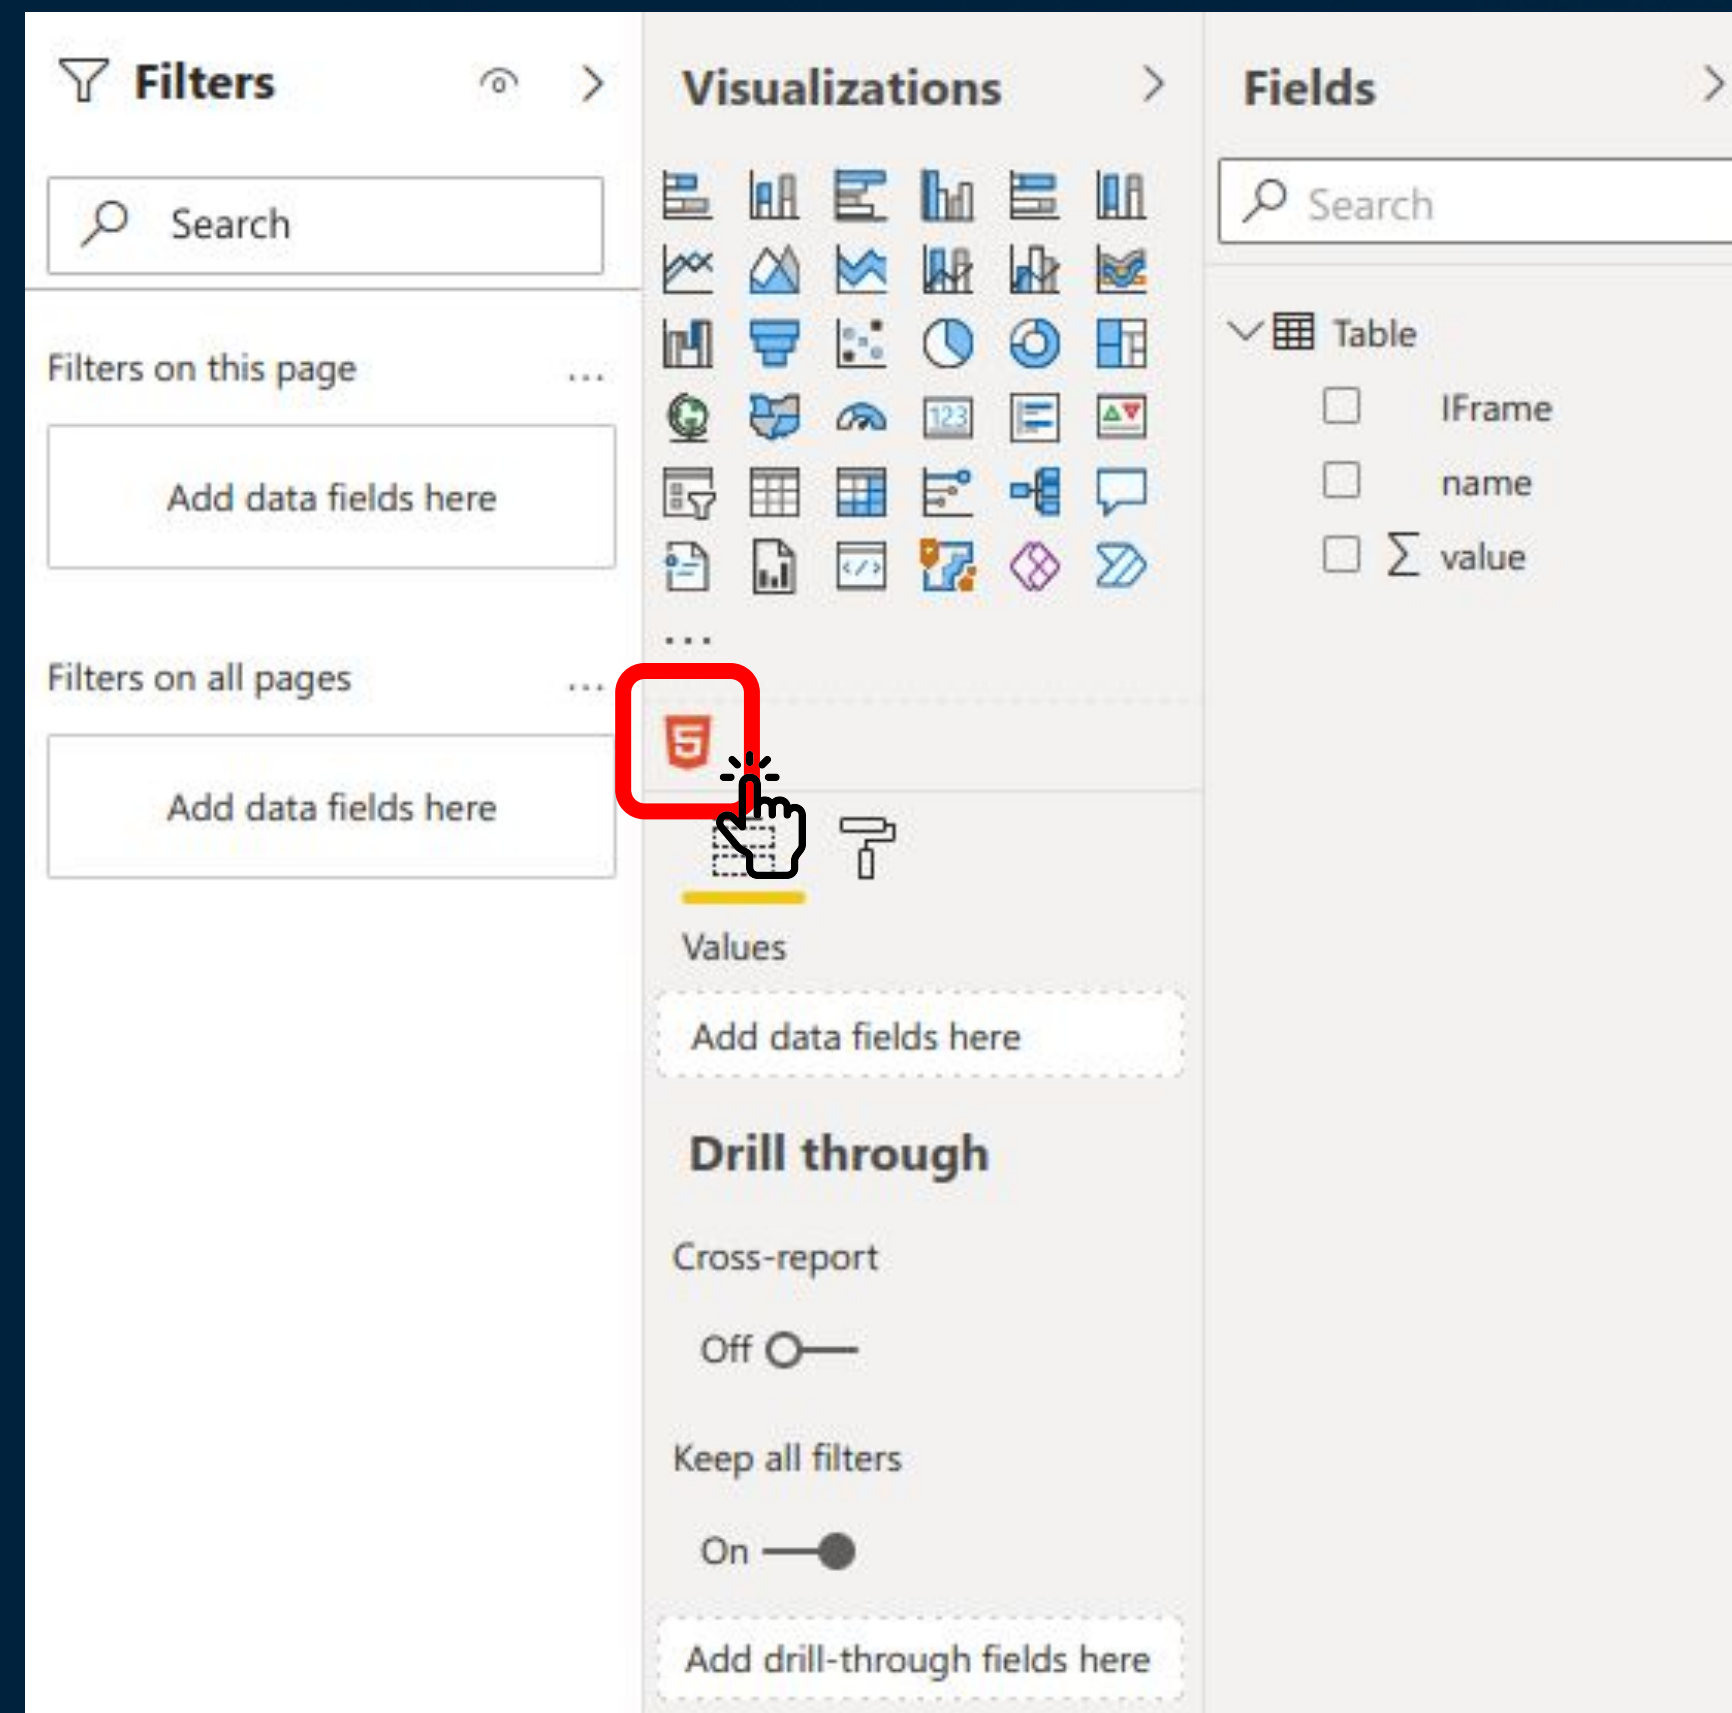 Filters
Search
Filters on this page
...
Add data fields here
Filters on all pages
...
Add data fields here
Visualizations
123
</>
...
5
Values
Add data fields here
Drill through
Cross-report
Off
Keep all filters
On
Add drill-through fields here
Fields
Search
Table
IFrame
name
∑ value